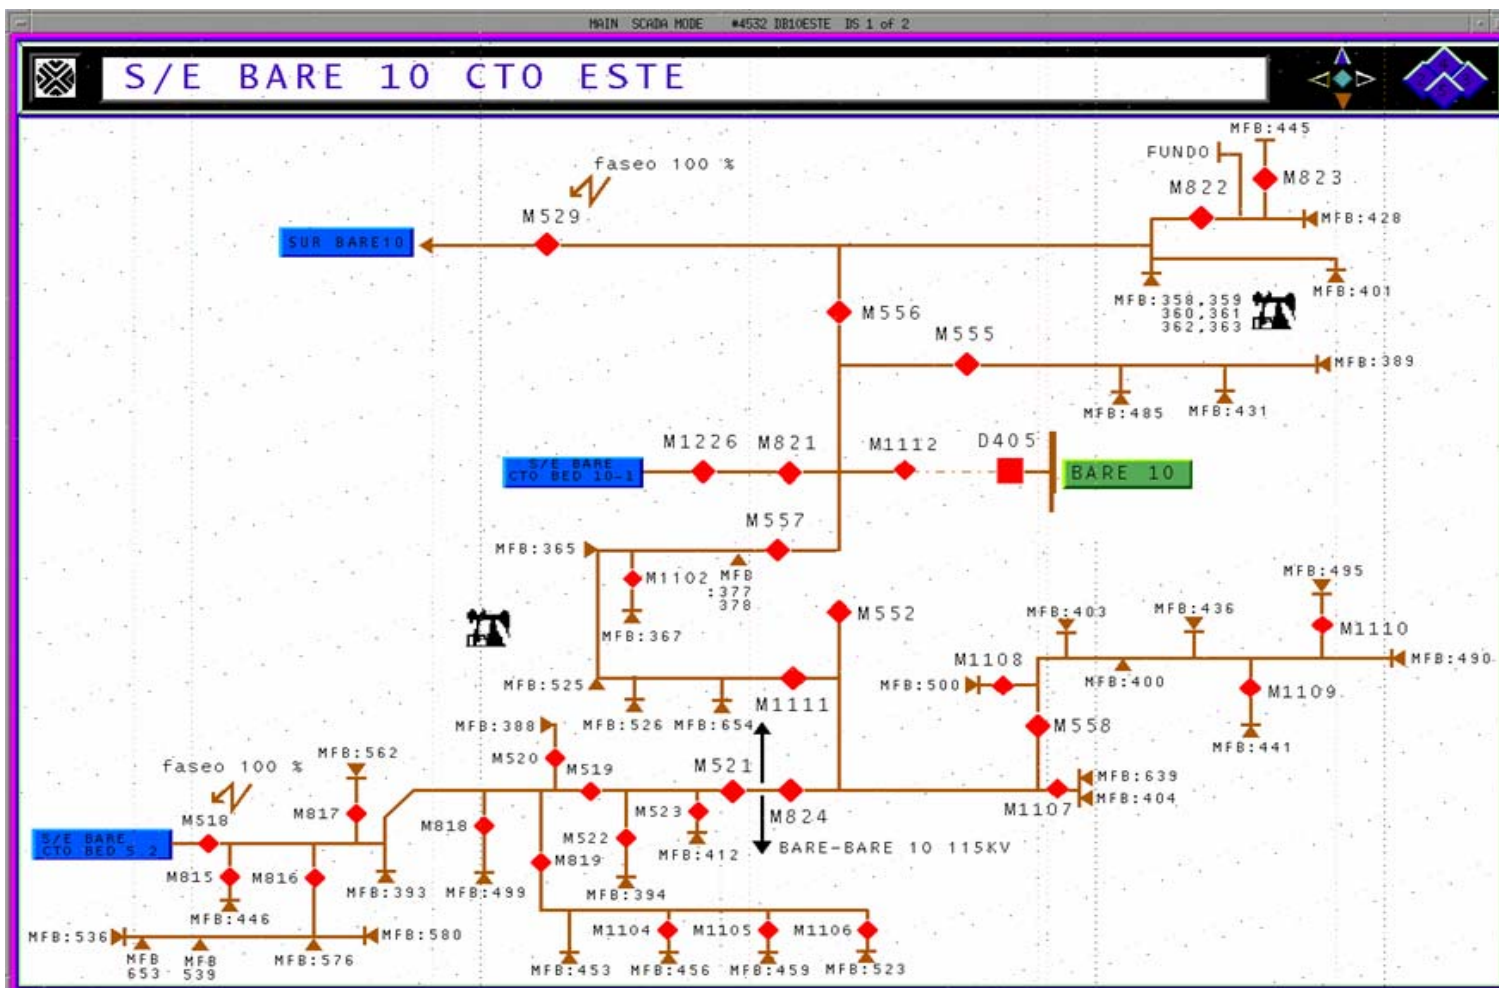 MAIN SCADA MODE #4532 DB10ESTE DS 1 of 2
S/E BARE 10 CTO ESTE
MFB:445
faseo 100 %
FUNDO
M823
M822
M529
MFB:428
SUR BARE10
MFB:401
MFB:358,359
360,361
362,363
M556
M555
MFB:389
MFB:485
MFB:431
M1226
M821
M1112
D405
S/E BARE
CTO BED 10-1
BARE 10
M557
MFB:365
M1102
MFB
:377
378
MFB:367
MFB:495
M552
MFB:403
MFB:436
M1110
M1108
MFB:490
MFB:500
MFB:400
M1109
MFB:525
MFB:526
MFB:654
M1111
MFB:388
M558
MFB:441
MFB:562
faseo 100 %
M520
M519
M521
MFB:639
MFB:404
M1107
M518
M817
M818
M523
M824
S/E BARE
CTO BED 5 2
M522
MFB:412
BARE-BARE 10 115KV
M819
M815
M816
MFB:393
MFB:499
MFB:394
MFB:446
MFB:536
MFB:580
M1104
M1105
M1106
MFB
653
MFB
539
MFB:576
MFB:453
MFB:456
MFB:459
MFB:523